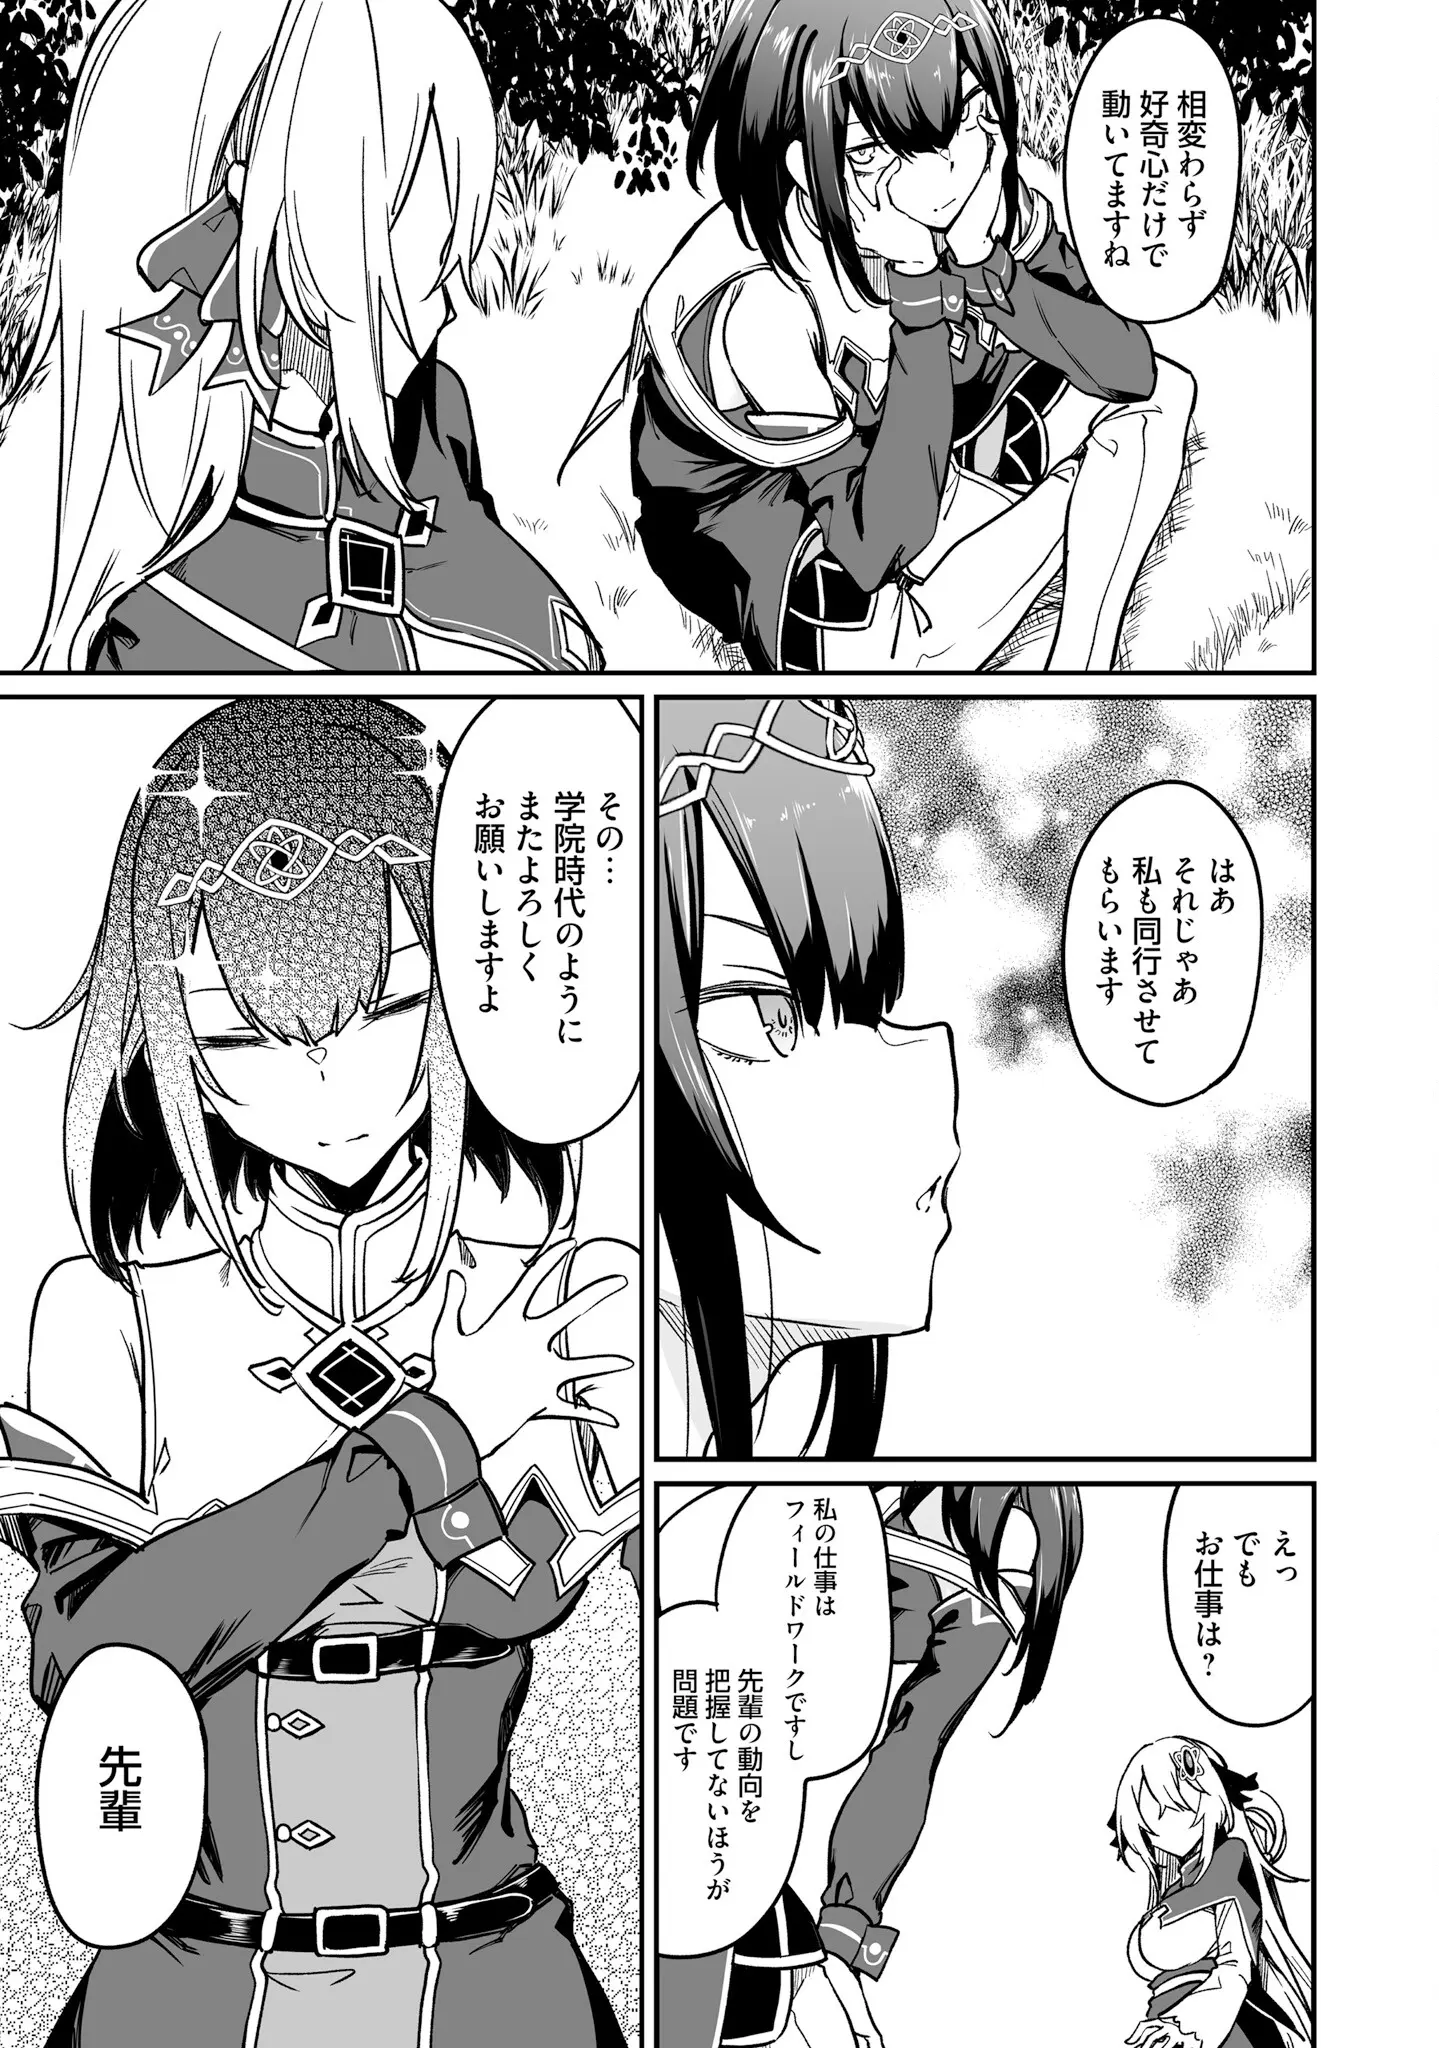 相変わらず
好奇心だけで
動いてますね
はあ
それじゃあ
私も同行させて
もらいます
えっ
でも
お仕事は?
私の仕事は
フィールドワークですし
先輩の動向を
把握してないほうが
問題です
その…
学院時代のように
またよろしく
お願いしますよ
先輩